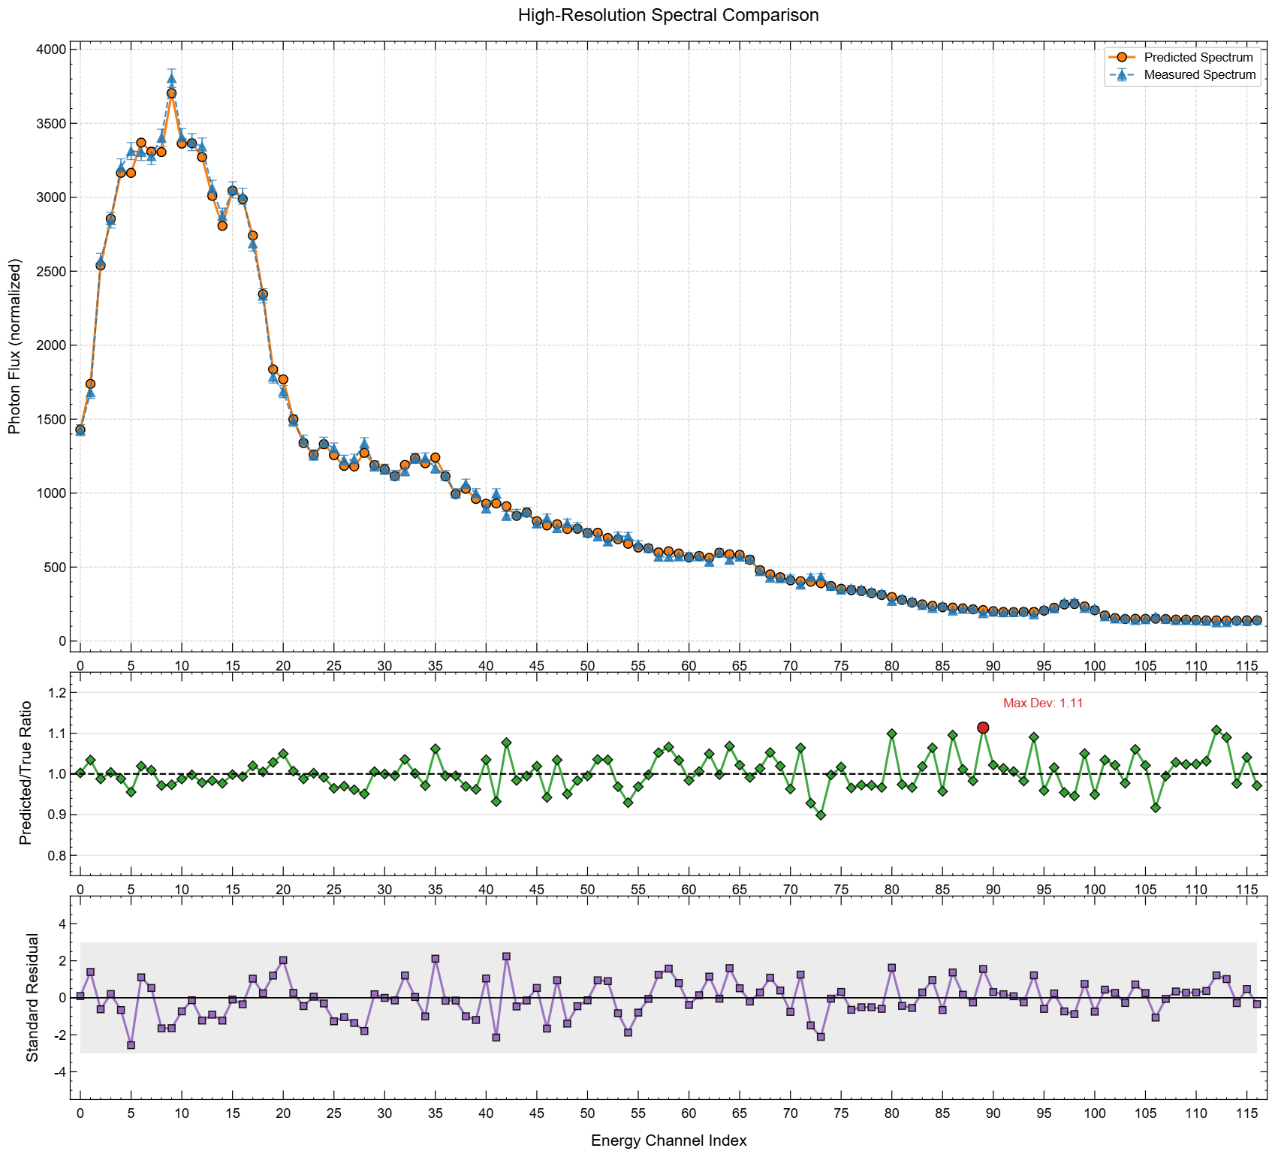 High-Resolution Spectral Comparison
Photon Flux (normalized)
4000
3500
3000
2500
2000
1500
1000
500
0
Predicted Spectrum
Measured Spectrum
0 5 10 15 20 25 30 35 40 45 50 55 60 65 70 75 80 85 90 95 100 105 110 115
Predicted/True Ratio
1.2
1.1
1.0
0.9
0.8
Max Dev: 1.11
0 5 10 15 20 25 30 35 40 45 50 55 60 65 70 75 80 85 90 95 100 105 110 115
Standard Residual
4
2
0
-2
-4
0 5 10 15 20 25 30 35 40 45 50 55 60 65 70 75 80 85 90 95 100 105 110 115
Energy Channel Index